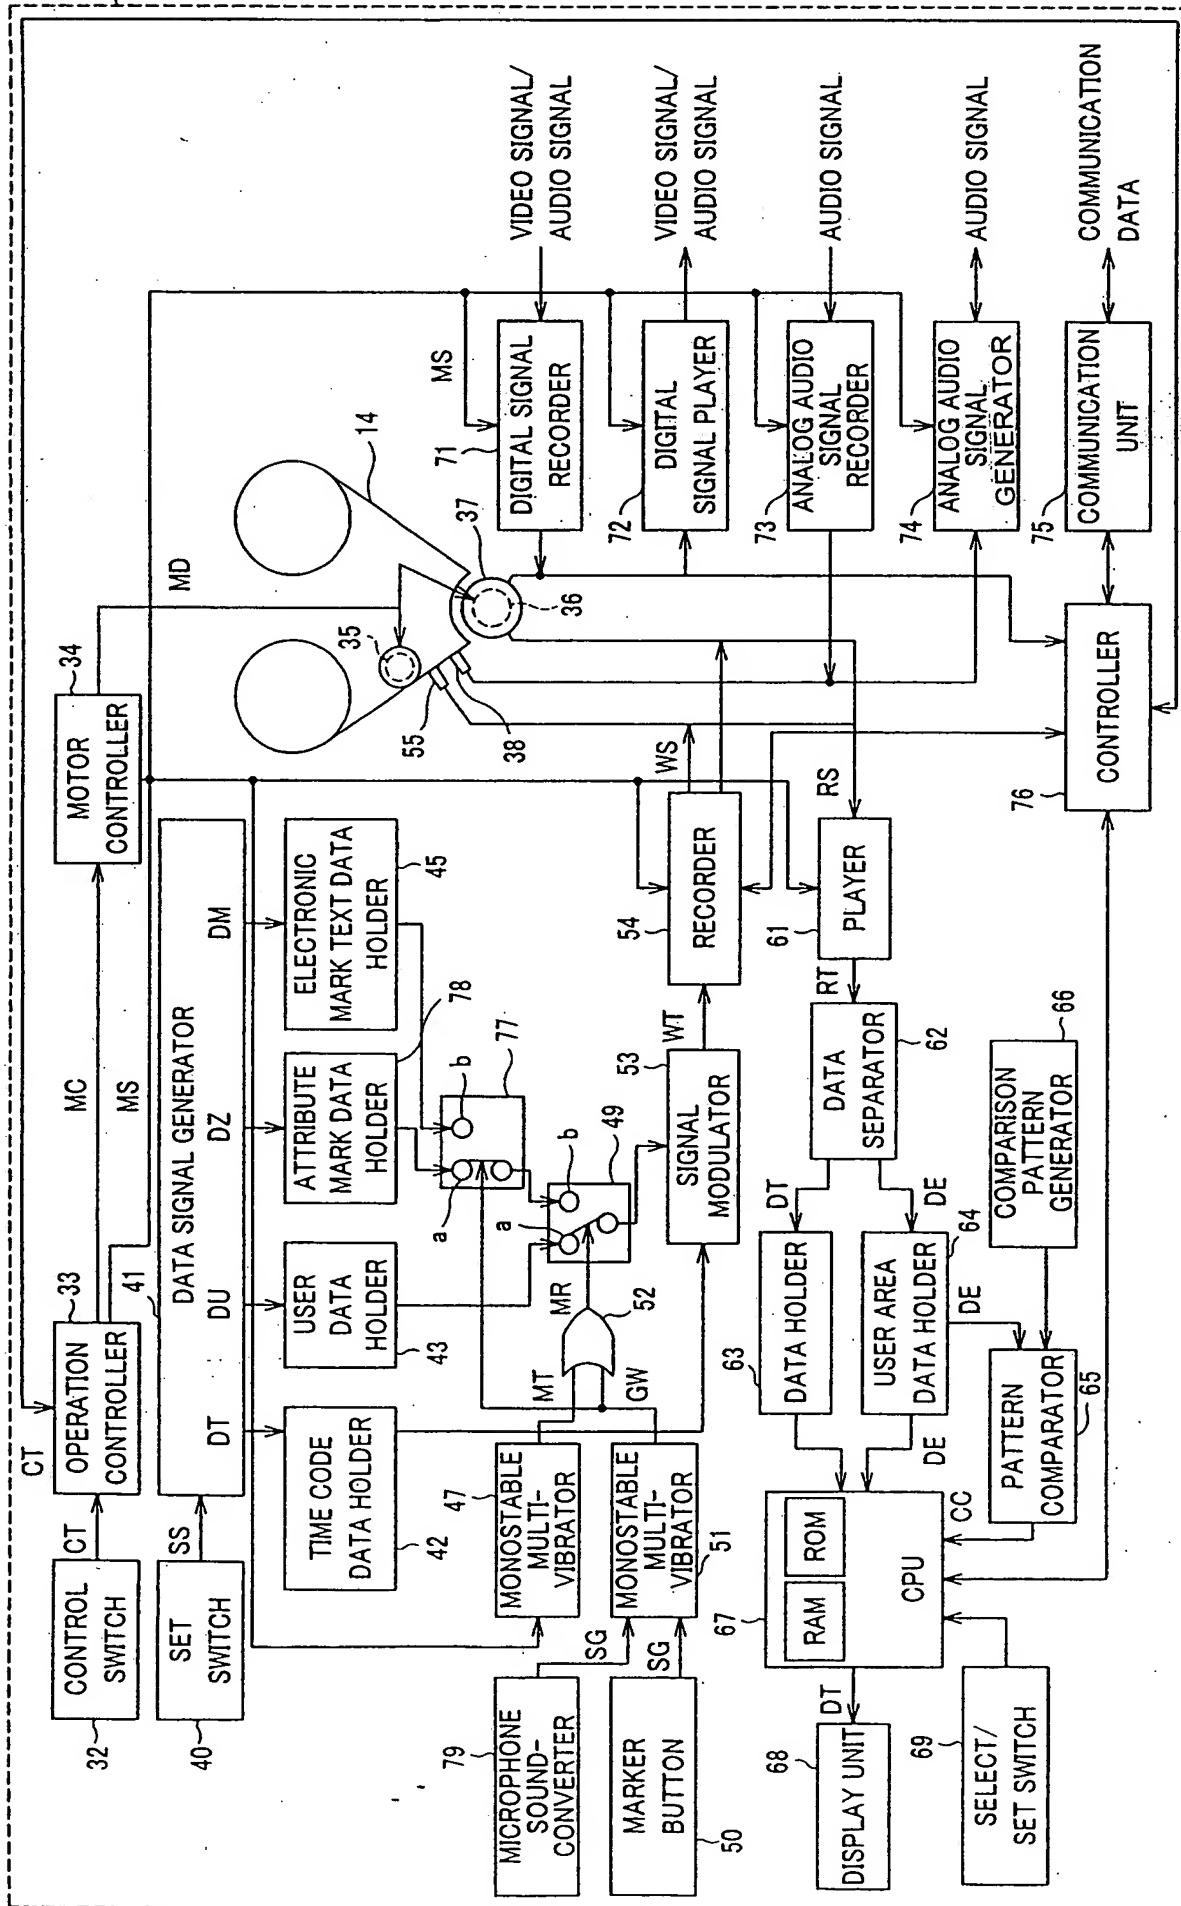 CONTROL
SWITCH
32
CT
CT
OPERATION
CONTROLLER
33
MC
MS
MOTOR
CONTROLLER
34
MD
SET
SWITCH
40
SS
41
DATA SIGNAL GENERATOR
DT
DU
DZ
DM
TIME CODE
DATA HOLDER
42
USER
DATA
HOLDER
43
ATTRIBUTE
MARK DATA
HOLDER
78
ELECTRONIC
MARK TEXT DATA
HOLDER
45
35
14
37
36
55
38
77
a
b
a
b
49
MICROPHONE
SOUND-
CONVERTER
79
SG
MARKER
BUTTON
50
SG
MONOSTABLE
MULTI-
VIBRATOR
47
MONOSTABLE
MULTI-
VIBRATOR
51
MT
GW
MR
52
SIGNAL
MODULATOR
53
WT
RECORDER
54
WS
RS
PLAYER
61
RT
DATA
SEPARATOR
62
DT
DE
DATA HOLDER
63
USER AREA
DATA HOLDER
64
DE
DE
COMPARISON
PATTERN
GENERATOR
66
PATTERN
COMPARATOR
65
CC
RAM
ROM
CPU
67
DT
DISPLAY UNIT
68
SELECT/
SET SWITCH
69
MS
DIGITAL SIGNAL
RECORDER
71
VIDEO SIGNAL/
AUDIO SIGNAL
DIGITAL
SIGNAL PLAYER
72
VIDEO SIGNAL/
AUDIO SIGNAL
ANALOG AUDIO
SIGNAL
RECORDER
73
AUDIO SIGNAL
ANALOG AUDIO
SIGNAL
GENERATOR
74
AUDIO SIGNAL
COMMUNICATION
UNIT
75
COMMUNICATION
DATA
CONTROLLER
76